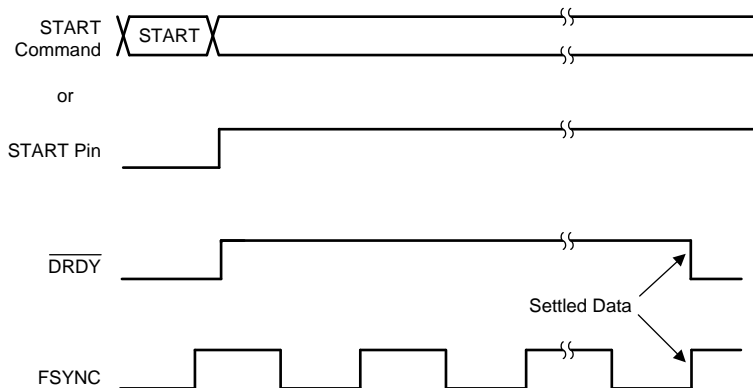 START
Command
START
or
START Pin
DRDY
Settled Data
FSYNC